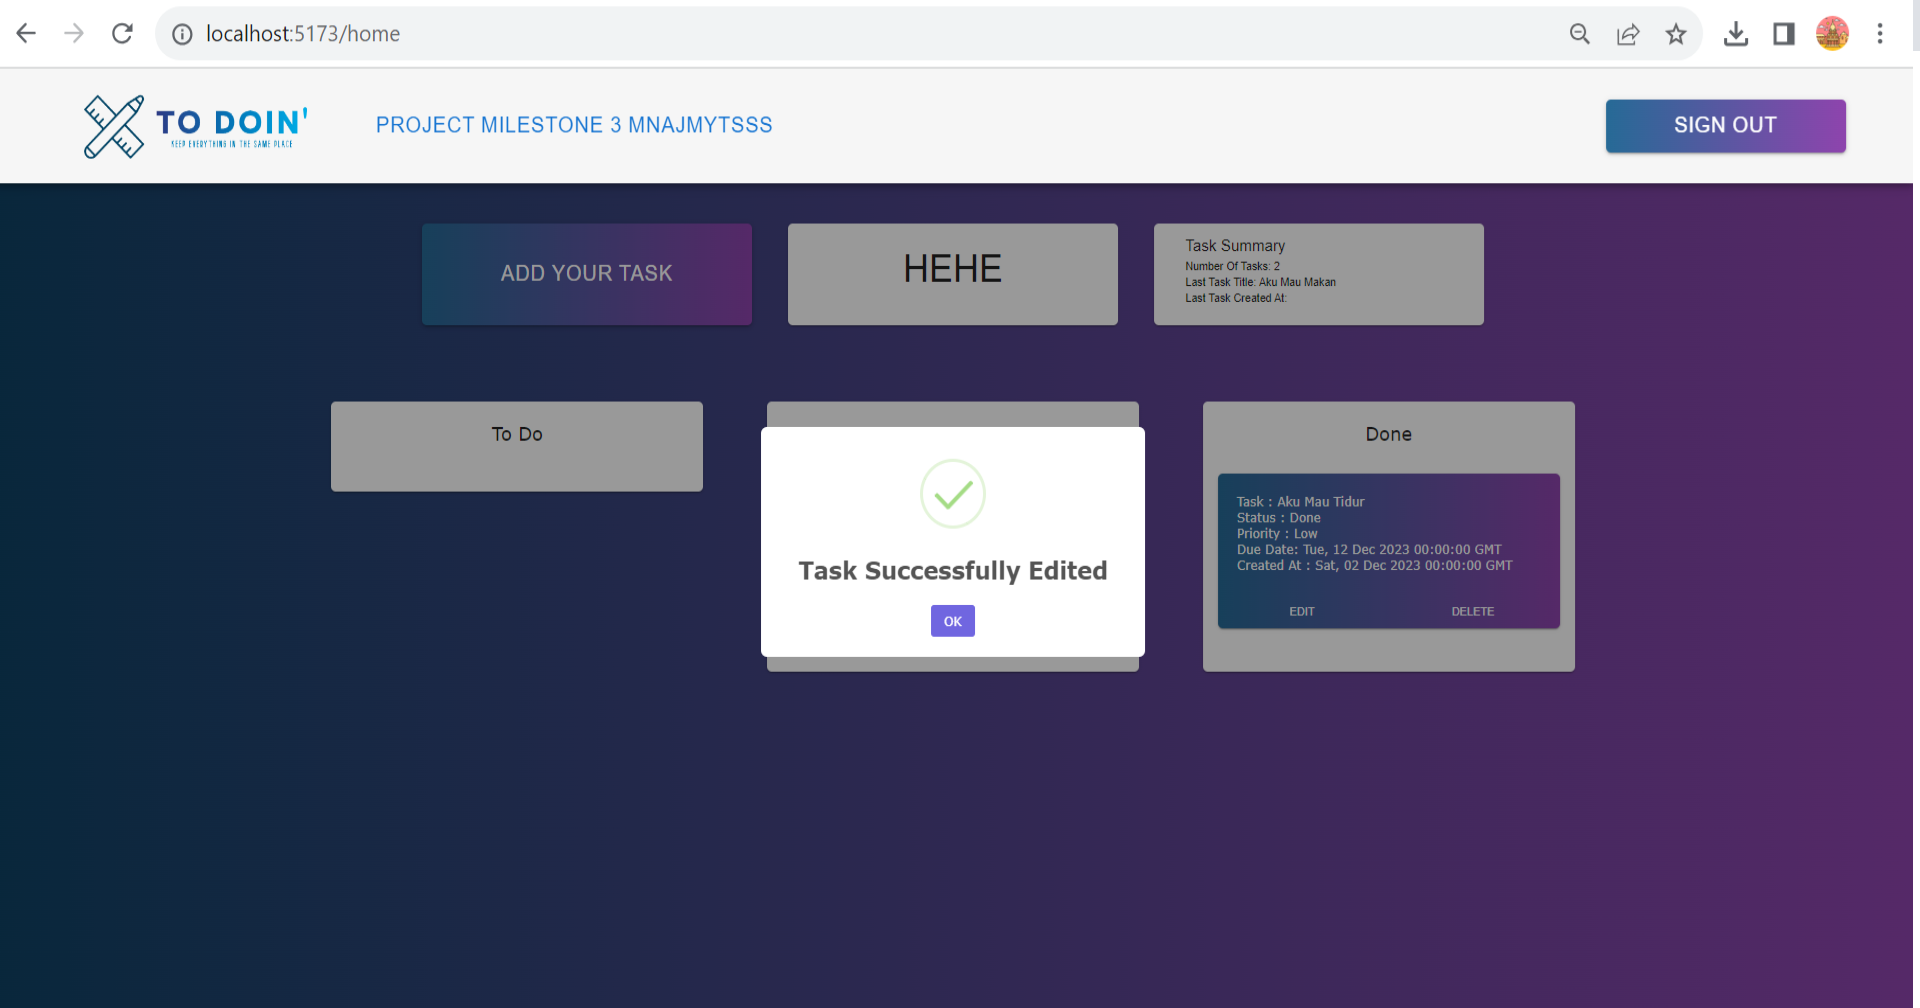 localhost:5173/home
TO DOIN'
KEEP EVERYTHING IN THE SAME PLACE
PROJECT MILESTONE 3 MNAJMYTSSS
SIGN OUT
ADD YOUR TASK
HEHE
Task Summary
Number Of Tasks: 2
Last Task Title: Aku Mau Makan
Last Task Created At:
To Do
Task Successfully Edited
OK
Done
Task : Aku Mau Tidur
Status : Done
Priority : Low
Due Date: Tue, 12 Dec 2023 00:00:00 GMT
Created At : Sat, 02 Dec 2023 00:00:00 GMT
EDIT
DELETE